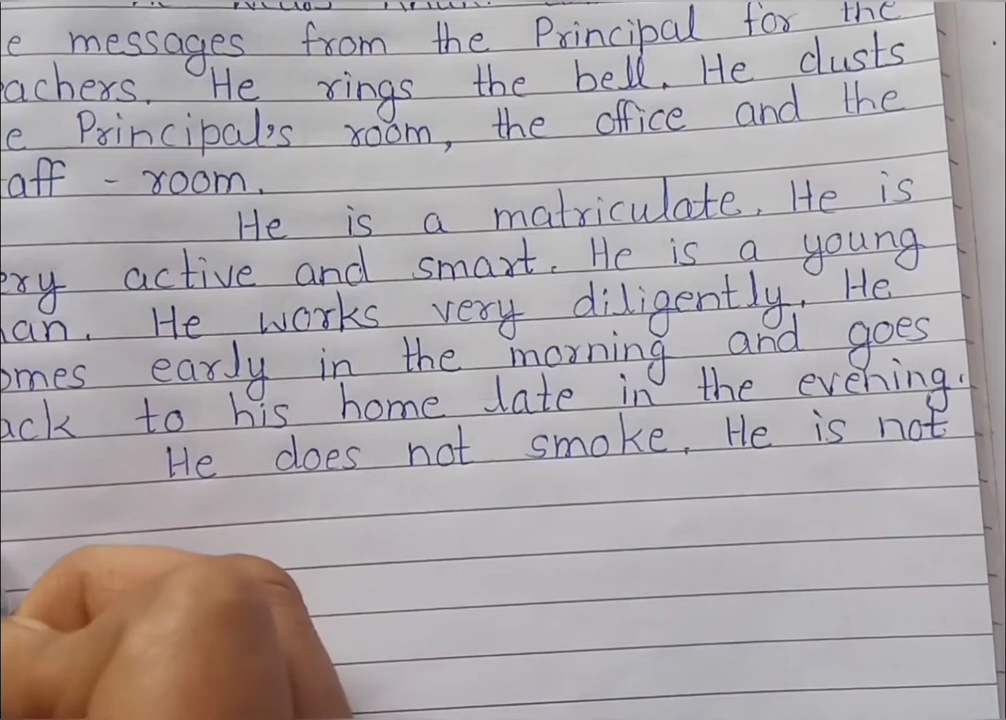 e messages from the Principal for the
achers. He rings the bell. He dusts
e Principal's room, the office and the
aff - room.
He is a matriculate. He is
ery active and smart. He is a young
an. He works very diligently. He
omes early in the morning and goes
ack to his home late in the evening.
He does not smoke. He is not